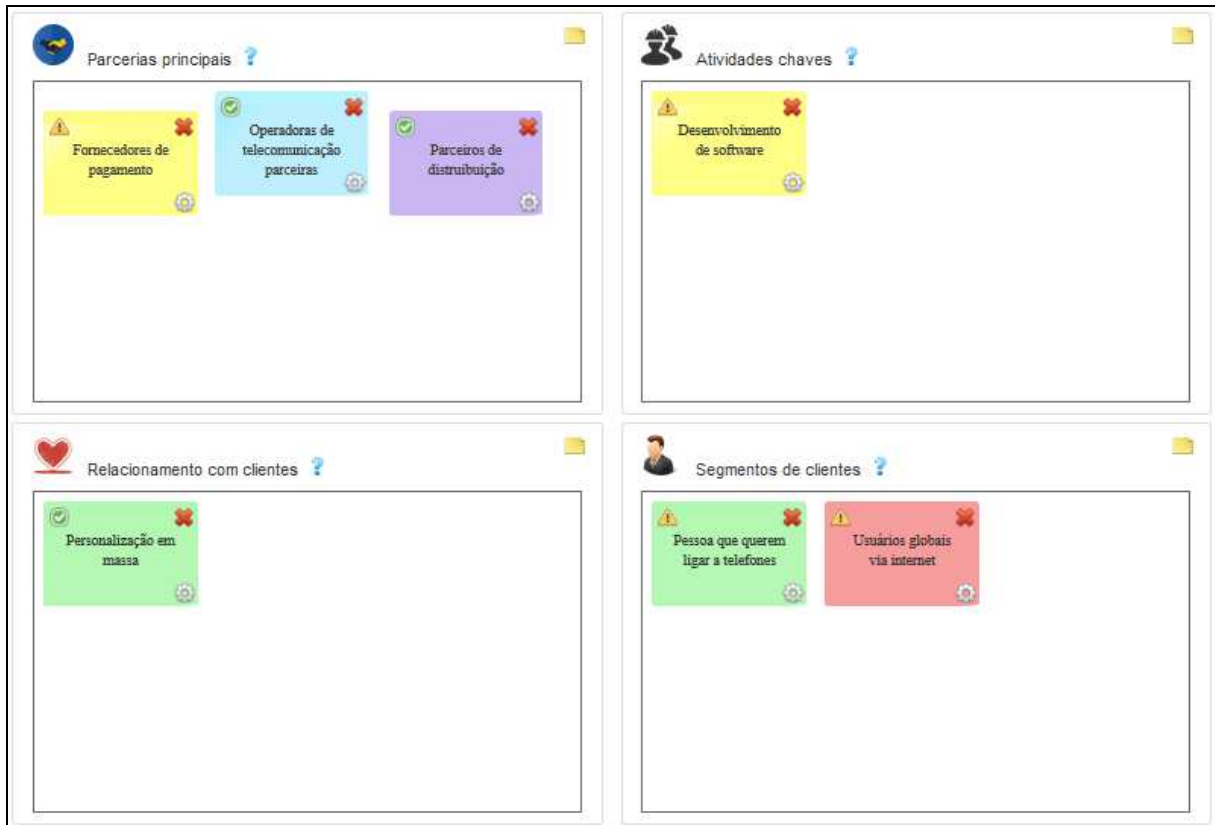 Parcerias principais ?
Fornecedores de
pagamento
Operadoras de
telecomunicação
parceiras
Parceiros de
distruibuição
Atividades chaves ?
Desenvolvimento
de software
Relacionamento com clientes ?
Personalização em
massa
Segmentos de clientes ?
Pessoa que querem
ligar a telefones
Usuários globais
via internet